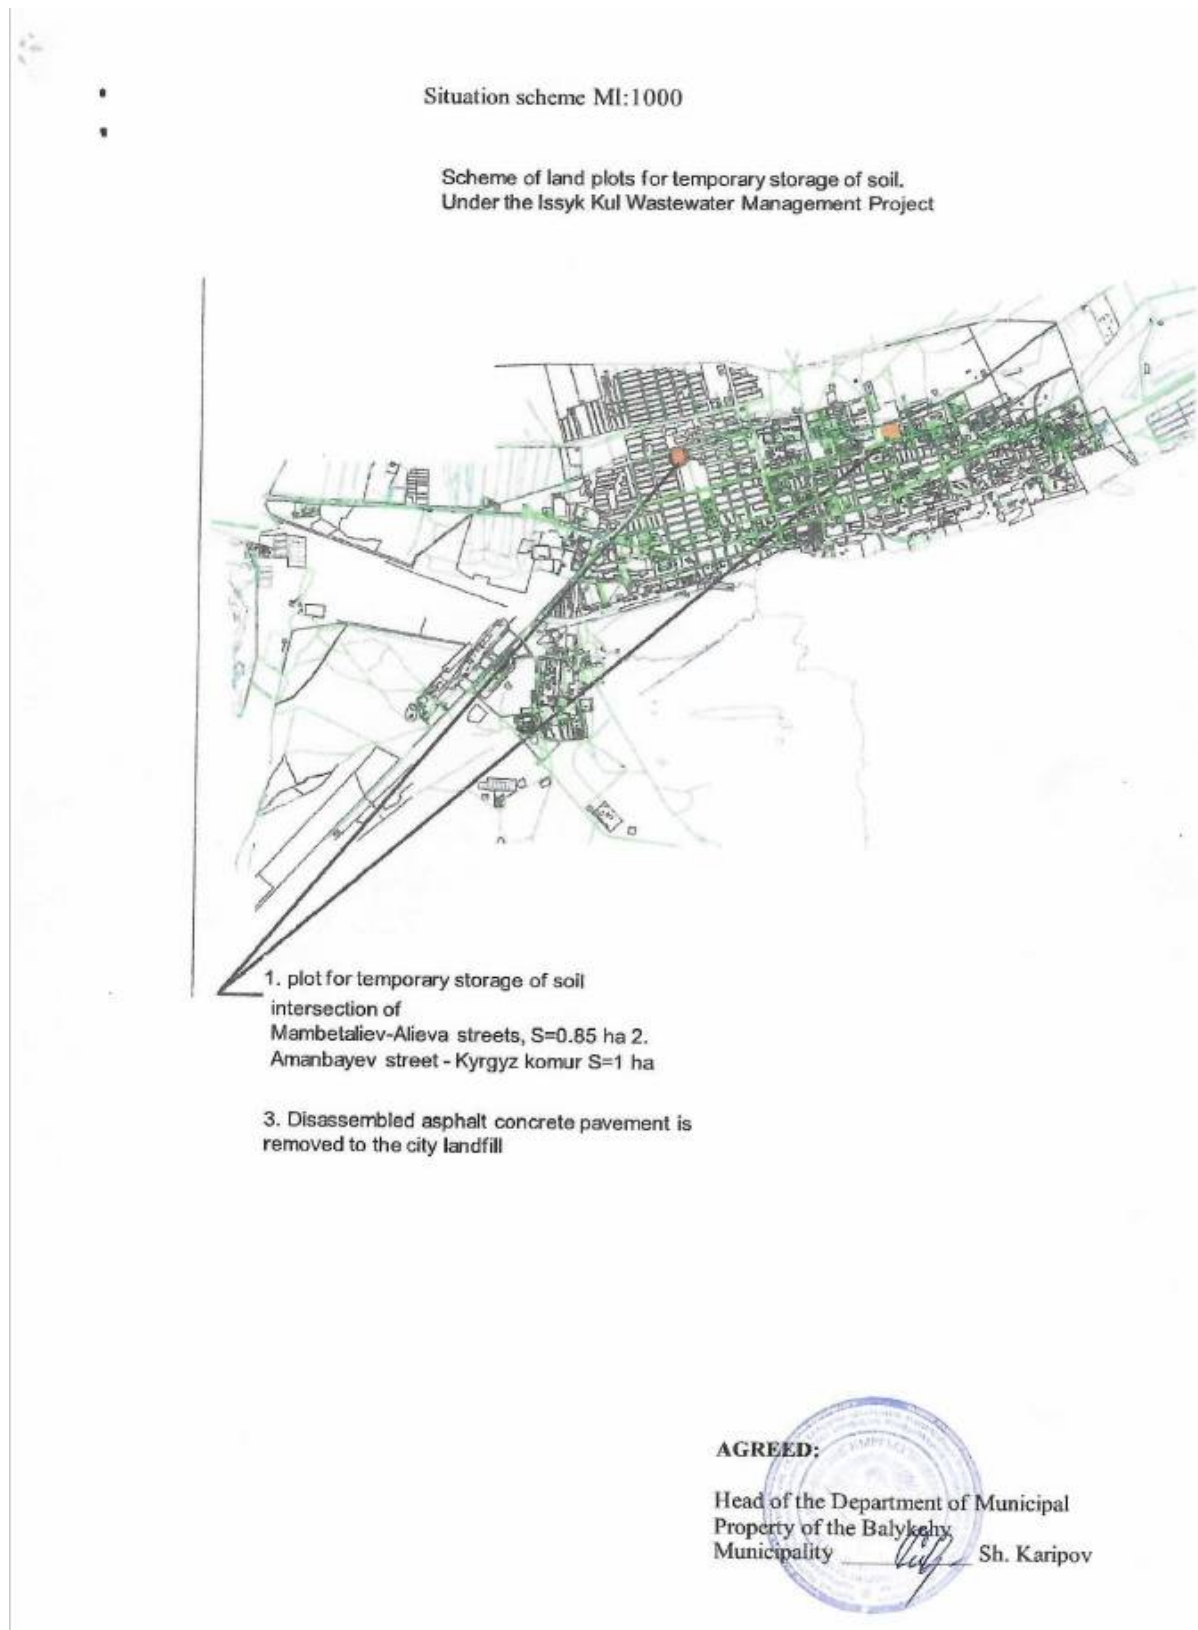 Situation scheme MI:1000
Scheme of land plots for temporary storage of soil.
Under the Issyk Kul Wastewater Management Project
1. plot for temporary storage of soil
intersection of
Mambetaliev-Alieva streets, S=0.85 ha 2.
Amanbayev street - Kyrgyz komur S=1 ha
3. Disassembled asphalt concrete pavement is
removed to the city landfill
AGREED:
Head of the Department of Municipal
Property of the Balykchy
Municipality Sh. Karipov